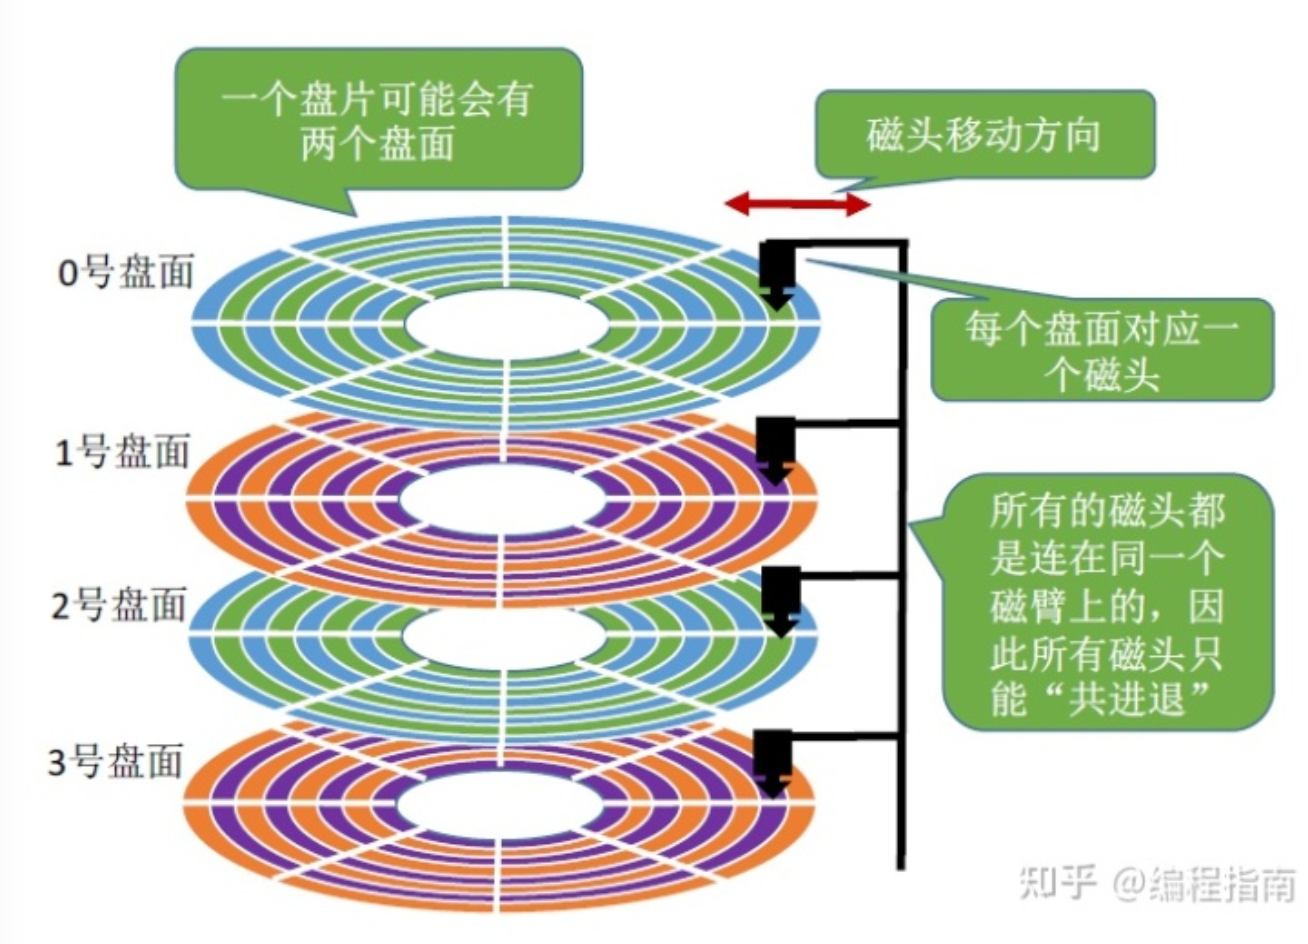 一个盘片可能会有
两个盘面
磁头移动方向
0号盘面
每个盘面对应一
个磁头
1号盘面
所有的磁头都
是连在同一个
磁臂上的，因
此所有磁头只
能“共进退”
2号盘面
3号盘面
知乎 @编程指南